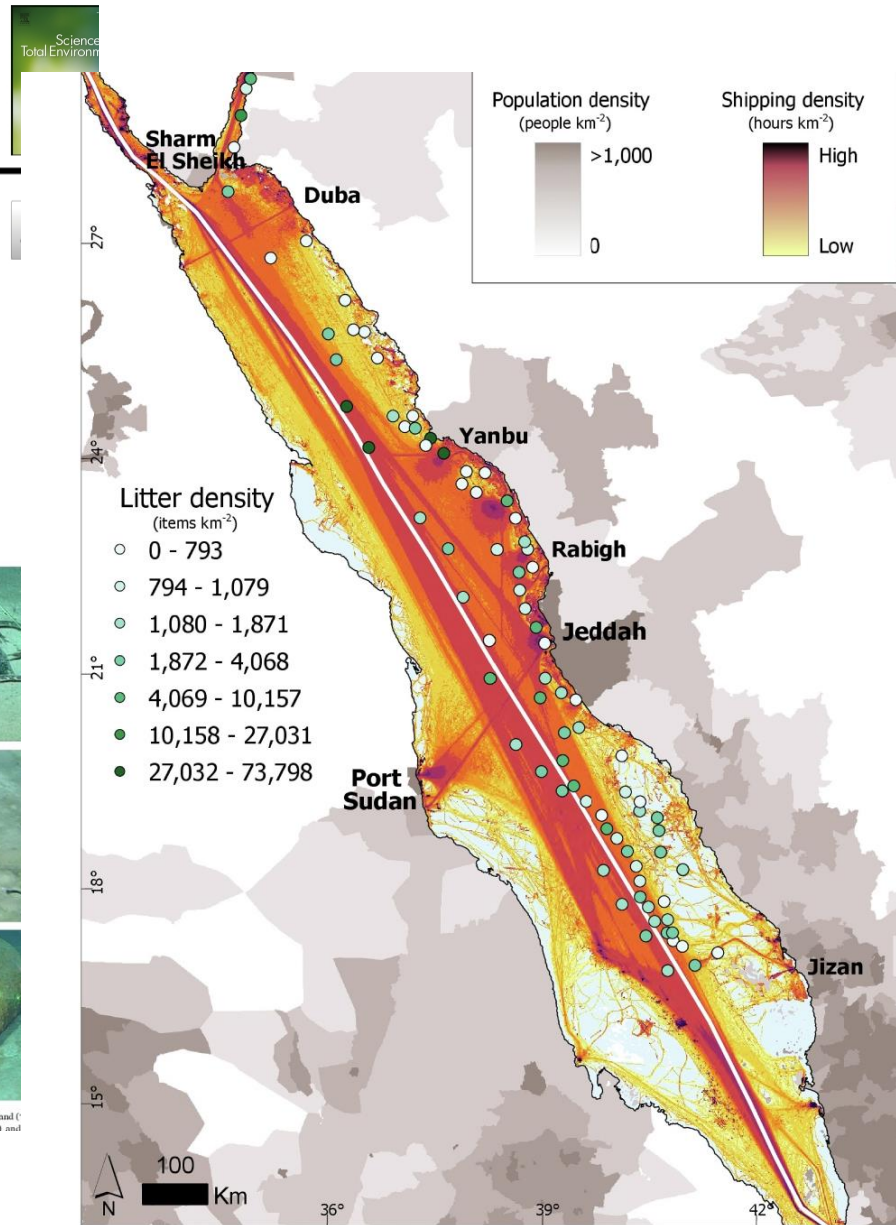 Science
Total Environm
Population density
(people km⁻²)
>1,000
0
Shipping density
(hours km⁻²)
High
Low
Sharm
El Sheikh
Duba
27°
24°
21°
18°
15°
Yanbu
Rabigh
Jeddah
Port
Sudan
Jizan
Litter density
(items km⁻²)
0 - 793
794 - 1,079
1,080 - 1,871
1,872 - 4,068
4,069 - 10,157
10,158 - 27,031
27,032 - 73,798
and (
) and
N
100
Km
36°
39°
42°